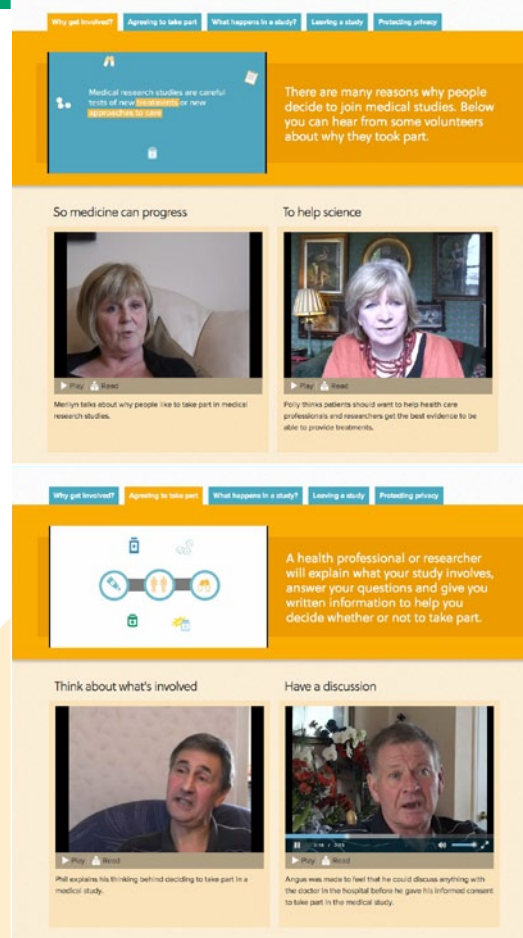 Why get involved? Agreeing to take part What happens in a study? Leaving a study Protecting privacy
Medical research studies are careful
tests of new treatments or new
approaches to care
There are many reasons why people
decide to join medical studies. Below
you can hear from some volunteers
about why they took part.
So medicine can progress
To help science
Play Read
Play Read
Merilyn talks about why people like to take part in medical
research studies.
Polly thinks patients should want to help health care
professionals and researchers get the best evidence to be
able to provide treatments.
Why get involved? Agreeing to take part What happens in a study? Leaving a study Protecting privacy
A health professional or researcher
will explain what your study involves,
answer your questions and give you
written information to help you
decide whether or not to take part.
Think about what's involved
Have a discussion
Play Read
Play Read
Phil explains his thinking behind deciding to take part in a
medical study.
Angus was made to feel that he could discuss anything with
the doctor in the hospital before he gave his informed consent
to take part in the medical study.